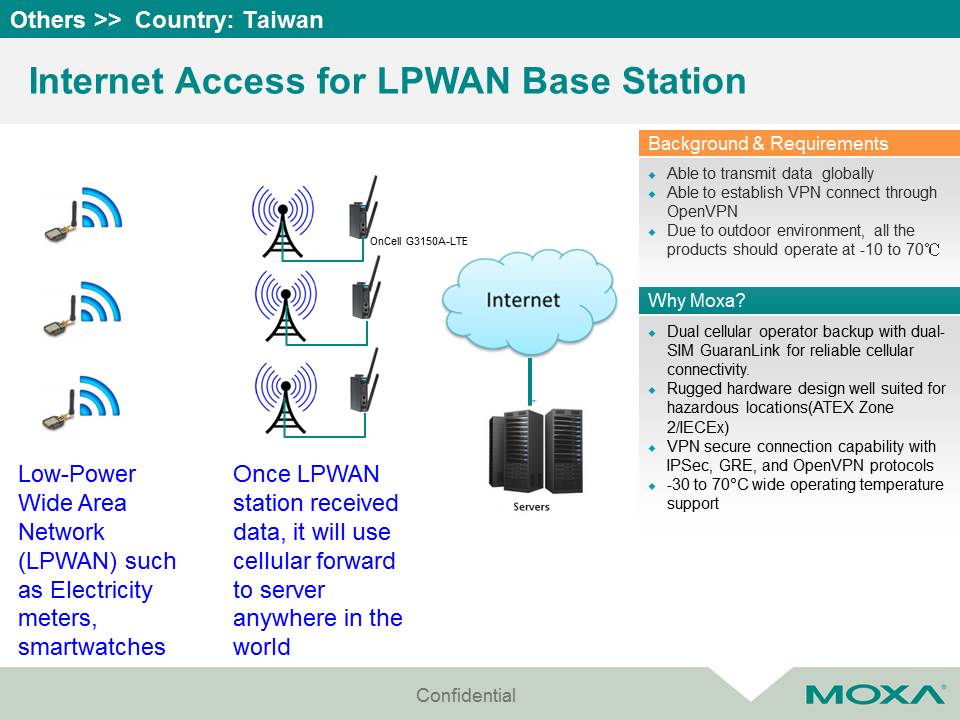 Others >>  Country: Taiwan
Internet Access for LPWAN Base Station
OnCell G3150A-LTE
Internet
Servers
Low-Power
Wide Area
Network
(LPWAN) such
as Electricity
meters,
smartwatches
Once LPWAN
station received
data, it will use
cellular forward
to server
anywhere in the
world
Background & Requirements
Able to transmit data globally
Able to establish VPN connect through
OpenVPN
Due to outdoor environment, all the
products should operate at -10 to 70℃
Why Moxa?
Dual cellular operator backup with dual-
SIM GuaranLink for reliable cellular
connectivity.
Rugged hardware design well suited for
hazardous locations(ATEX Zone
2/IECEx)
VPN secure connection capability with
IPSec, GRE, and OpenVPN protocols
-30 to 70°C wide operating temperature
support
Confidential
MOXA®